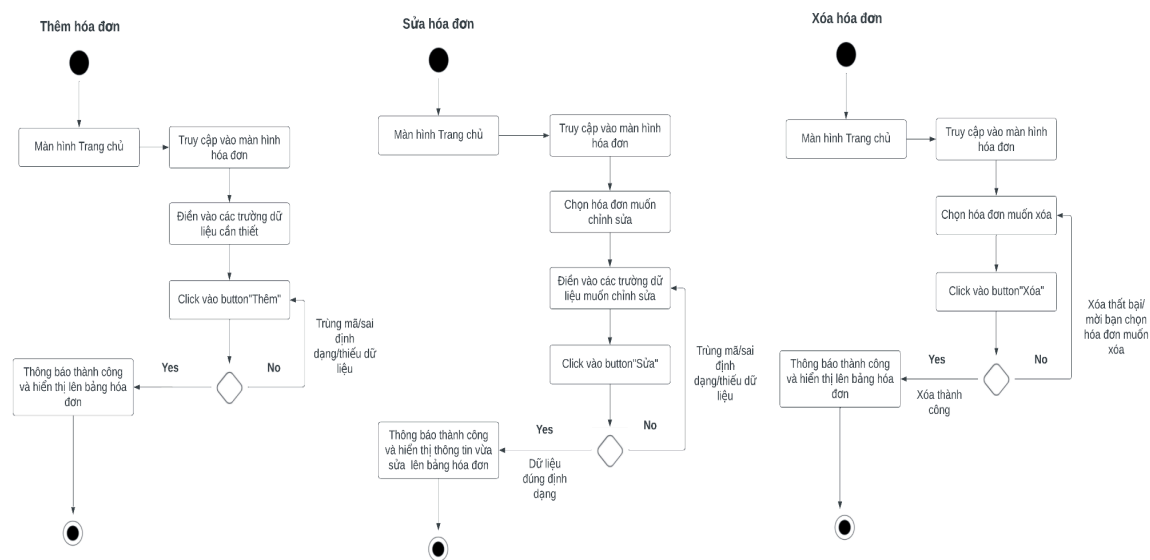 Thêm hóa đơn
Màn hình Trang chủ
Truy cập vào màn hình
hóa đơn
Điền vào các trường dữ
liệu cần thiết
Click vào button"Thêm"
Trùng mã/sai
định
dạng/thiếu dữ
liệu
Yes
No
Thông báo thành công
và hiển thị lên bảng hóa
đơn
Sửa hóa đơn
Màn hình Trang chủ
Truy cập vào màn hình
hóa đơn
Chọn hóa đơn muốn
chỉnh sửa
Điền vào các trường dữ
liệu muốn chỉnh sửa
Click vào button"Sửa"
Trùng mã/sai
định
dạng/thiếu dữ
liệu
Yes
No
Thông báo thành công
và hiển thị thông tin vừa
sửa lên bảng hóa đơn
Dữ liệu
đúng định
dạng
Xóa hóa đơn
Màn hình Trang chủ
Truy cập vào màn hình
hóa đơn
Chọn hóa đơn muốn xóa
Click vào button"Xóa"
Xóa thất bại/
mời bạn chọn
hóa đơn muốn
xóa
Yes
No
Thông báo thành công
và hiển thị lên bảng hóa
đơn
Xóa thành
công